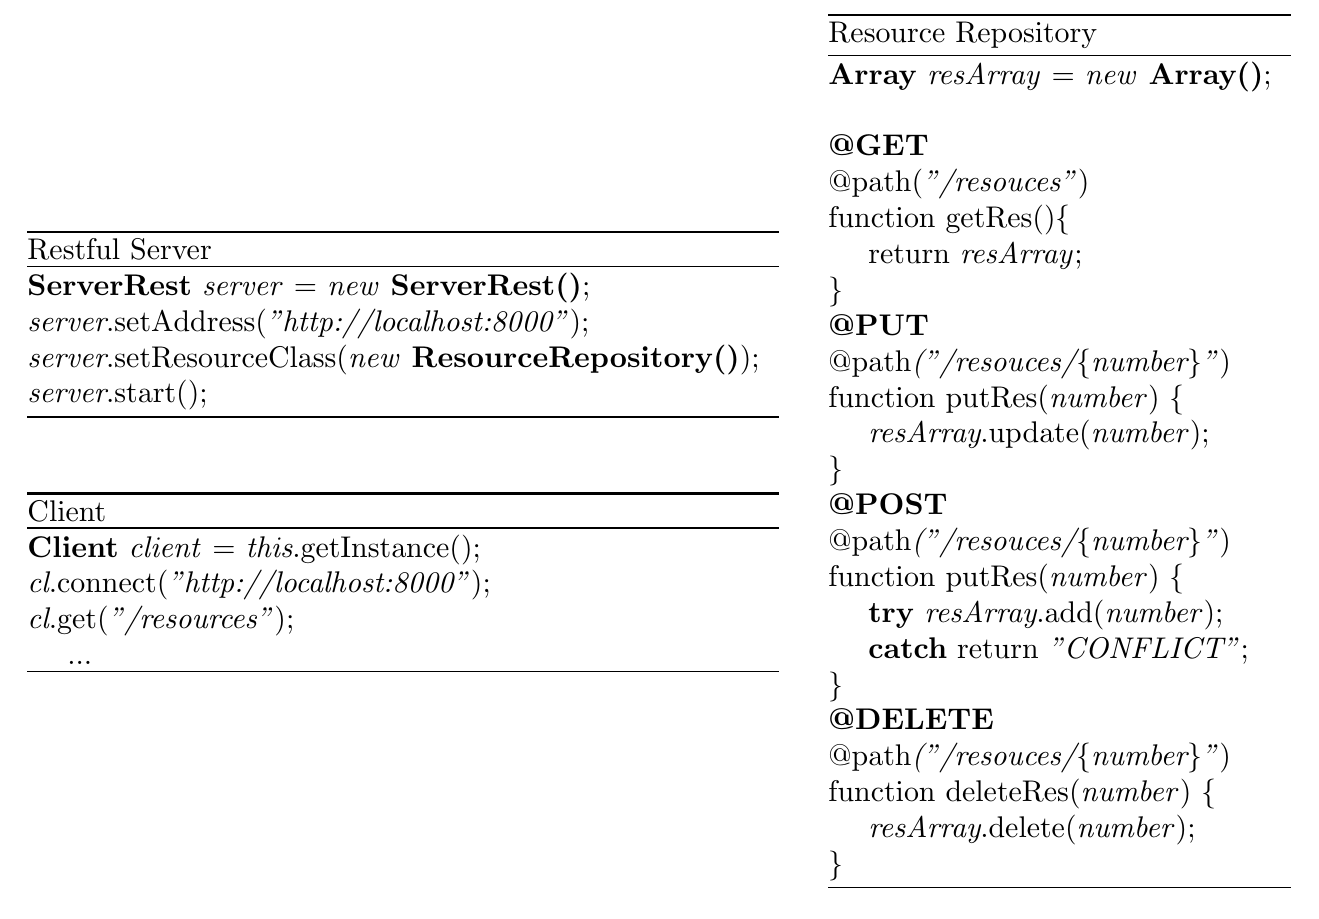 Restful Server
ServerRest server = new ServerRest();
server.setAddress(”http://localhost:8000”);
server.setResourceClass(new ResourceRepository());
server.start();
Client
Client client = this.getInstance();
cl.connect(”http://localhost:8000”);
cl.get(”/resources”);
...
Resource Repository
Array resArray = new Array();
@GET
@path(”/resouces”)
function getRes(){
return resArray;
}
@PUT
@path(”/resouces/{number}”)
function putRes(number) {
resArray.update(number);
}
@POST
@path(”/resouces/{number}”)
function putRes(number) {
try resArray.add(number);
catch return ”CONFLICT”;
}
@DELETE
@path(”/resouces/{number}”)
function deleteRes(number) {
resArray.delete(number);
}